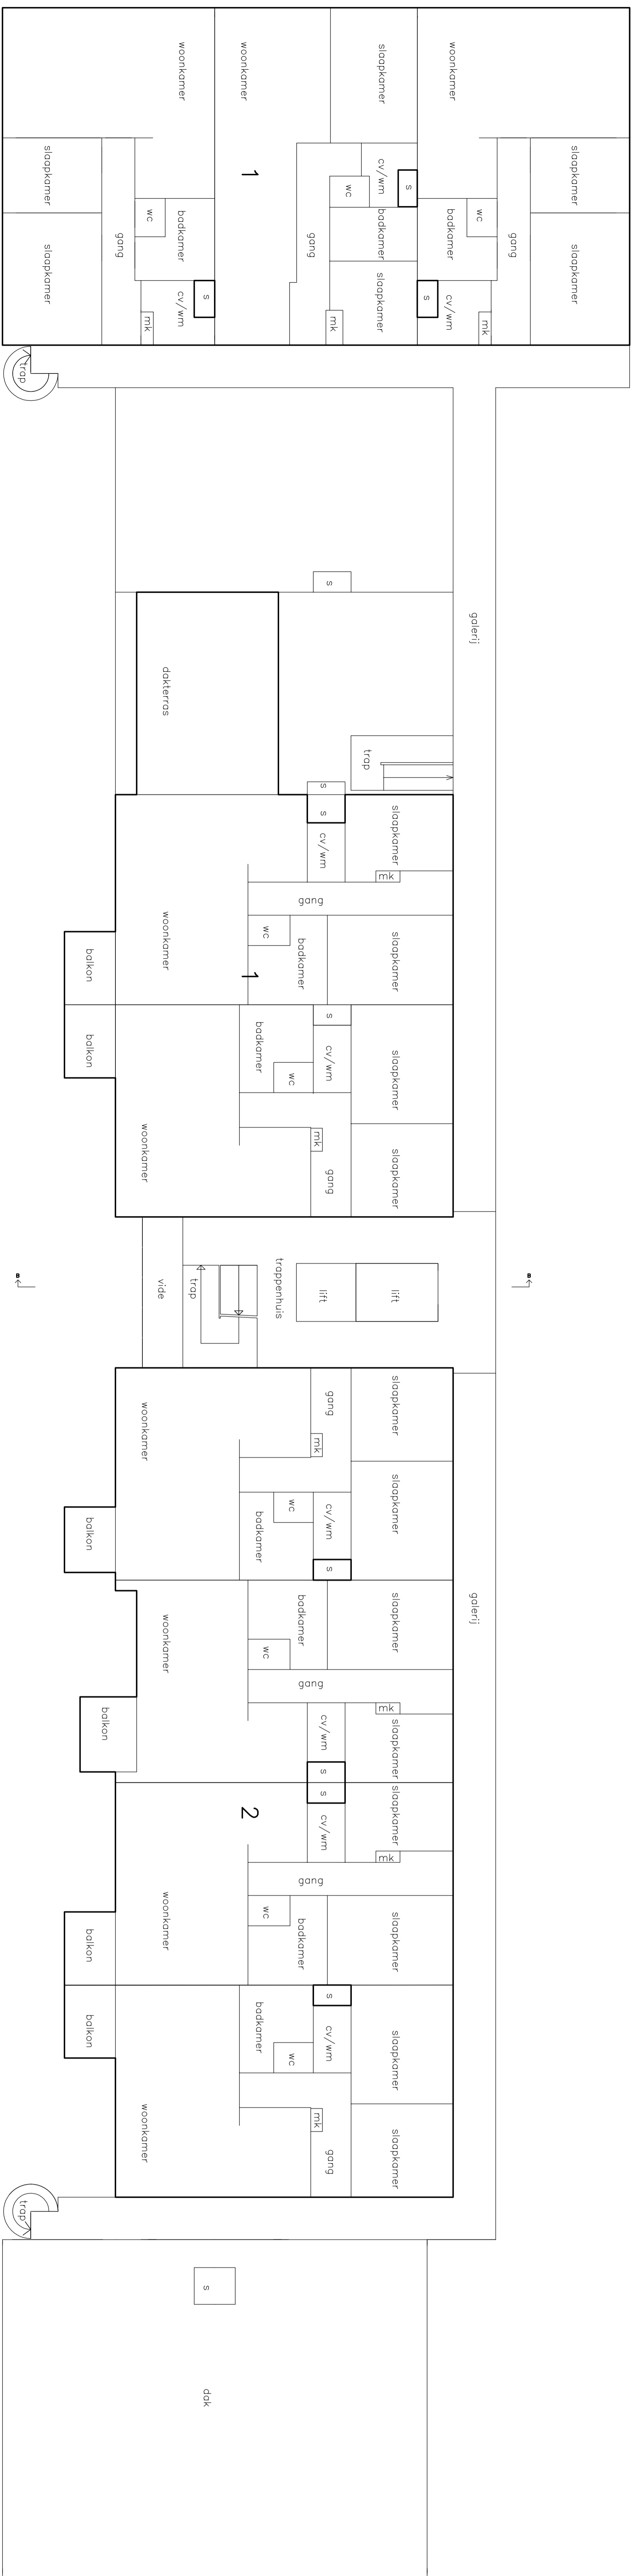 woonkamer
woonkamer
slaapkamer
woonkamer
slaapkamer
slaapkamer
cv/wm
s
1
wc
wc
badkamer
badkamer
badkamer
wc
gang
gang
gang
slaapkamer
slaapkamer
slaapkamer
s
cv/wm
s
cv/wm
mk
mk
mk
trap
s
galerij
dakterras
trap
s
s
slaapkamer
cv/wm
mk
gang
woonkamer
wc
badkamer
slaapkamer
balkon
1
s
balkon
badkamer
cv/wm
slaapkamer
wc
woonkamer
mk
gang
slaapkamer
B
B
vide
trap
trappenhuis
lift
lift
woonkamer
gang
slaapkamer
mk
balkon
badkamer
wc
cv/wm
slaapkamer
s
woonkamer
badkamer
slaapkamer
galerij
wc
gang
balkon
mk
cv/wm
slaapkamer
s
s
2
cv/wm
slaapkamer
mk
gang
woonkamer
wc
badkamer
slaapkamer
balkon
s
balkon
badkamer
cv/wm
slaapkamer
wc
woonkamer
mk
gang
slaapkamer
trap
s
dak